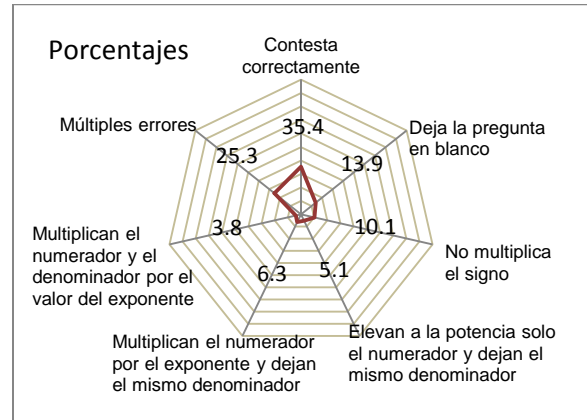 Porcentajes
Contesta
correctamente
35.4
Deja la pregunta
en blanco
13.9
No multiplica
el signo
10.1
Elevan a la potencia solo
el numerador y dejan el
mismo denominador
5.1
Multiplican el numerador
por el exponente y dejan
el mismo denominador
6.3
Multiplican el
numerador y el
denominador por el
valor del exponente
3.8
Múltiples errores
25.3